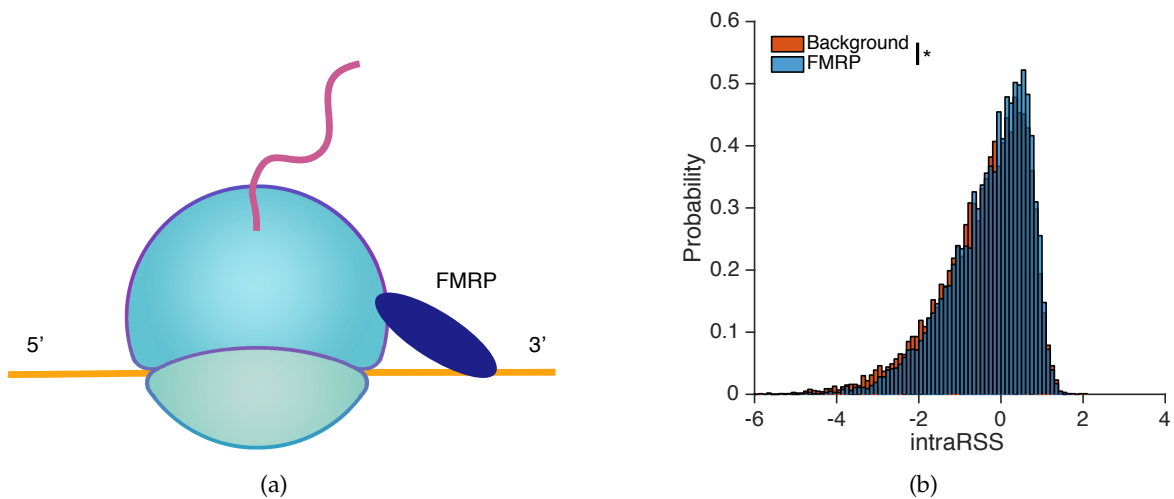 FMRP
5’
3’
(a)
0.6
0.5
0.4
0.3
0.2
0.1
0
Probability
Background
FMRP
*
-6
-4
-2
0
2
4
intraRSS
(b)